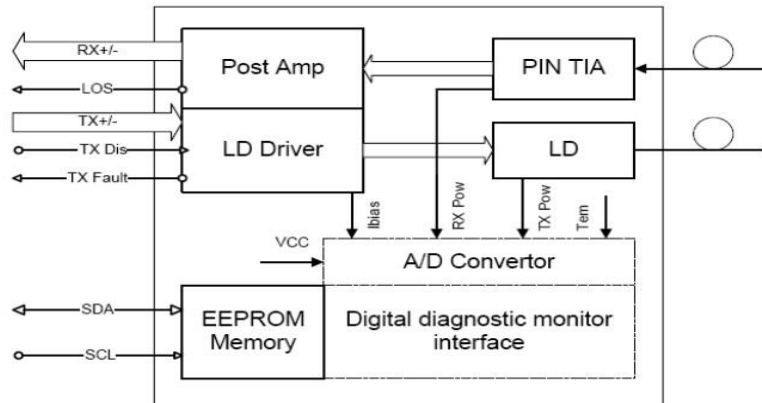 RX+/-
Post Amp
PIN TIA
LOS
TX+/-
TX Dis
LD Driver
LD
TX Fault
Ibias
RX Pow
TX Pow
Tem
VCC
A/D Convertor
SDA
EEPROM
Memory
Digital diagnostic monitor
interface
SCL